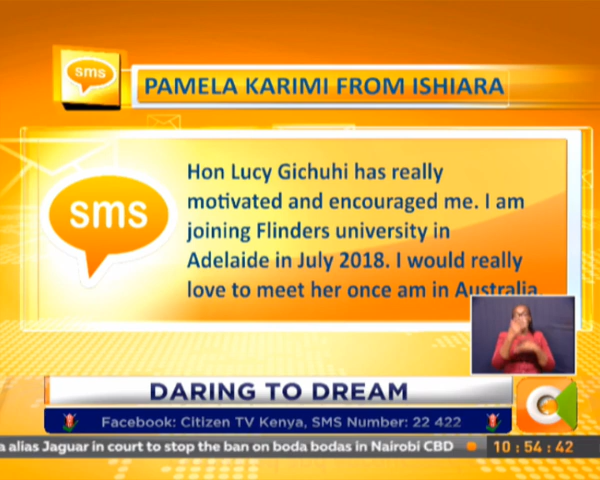 sms
PAMELA KARIMI FROM ISHIARA
sms
Hon Lucy Gichuhi has really
motivated and encouraged me. I am
joining Flinders university in
Adelaide in July 2018. I would really
love to meet her once am in Australia.
DARING TO DREAM
Facebook: Citizen TV Kenya, SMS Number: 22 422
a alias Jaguar in court to stop the ban on boda bodas in Nairobi CBD
10:54:42